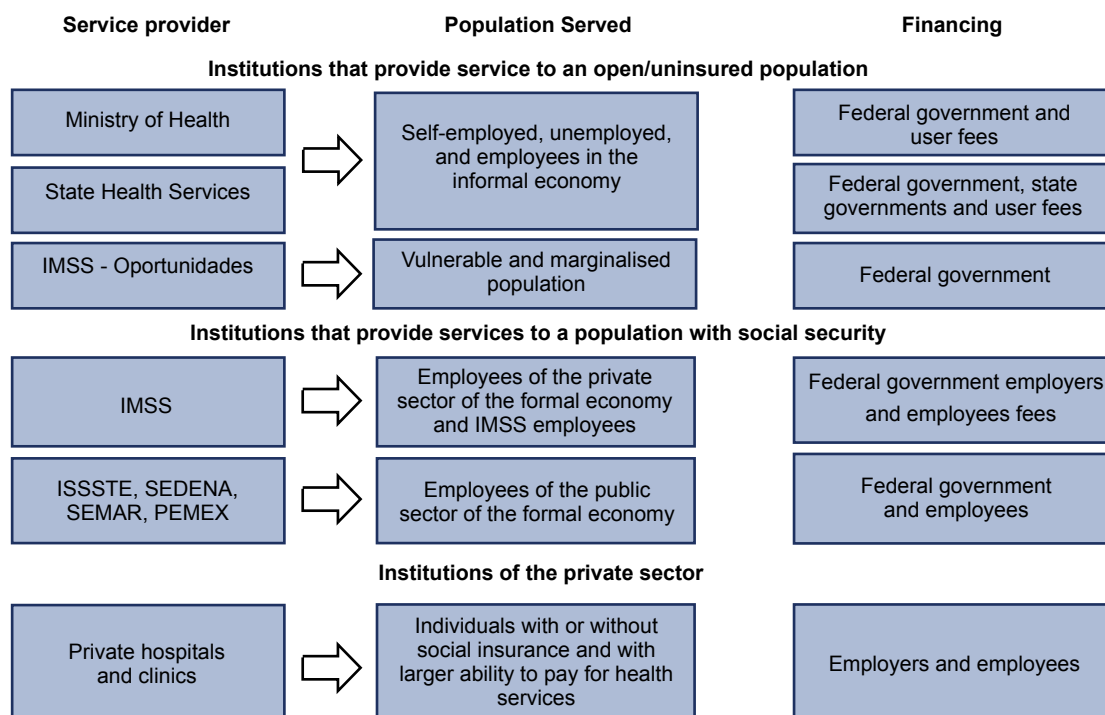 Service provider
Population Served
Financing
Institutions that provide service to an open/uninsured population
Ministry of Health
Self-employed, unemployed,
and employees in the
informal economy
Federal government and
user fees
State Health Services
Federal government, state
governments and user fees
IMSS - Oportunidades
Vulnerable and marginalised
population
Federal government
Institutions that provide services to a population with social security
IMSS
Employees of the private
sector of the formal economy
and IMSS employees
Federal government employers
and employees fees
ISSSTE, SEDENA,
SEMAR, PEMEX
Employees of the public
sector of the formal economy
Federal government
and employees
Institutions of the private sector
Private hospitals
and clinics
Individuals with or without
social insurance and with
larger ability to pay for health
services
Employers and employees